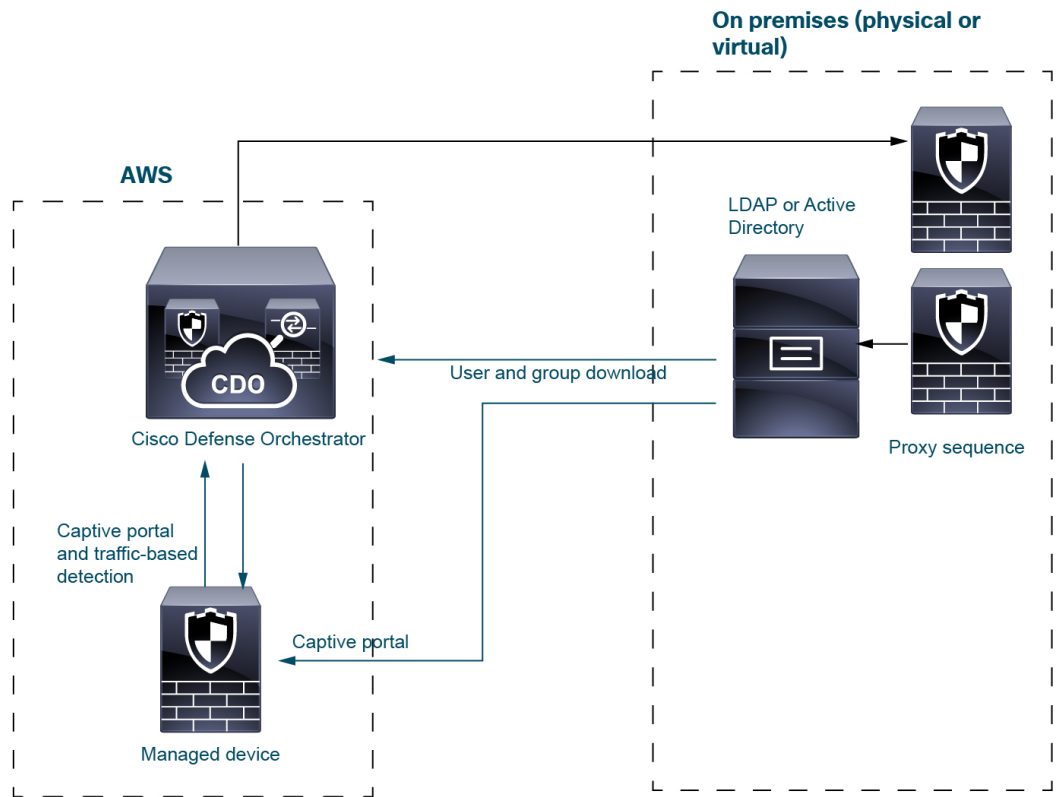 On premises (physical or
virtual)
AWS
LDAP or Active
Directory
CDO
User and group download
Cisco Defense Orchestrator
Proxy sequence
Captive portal
and traffic-based
detection
Captive portal
Managed device